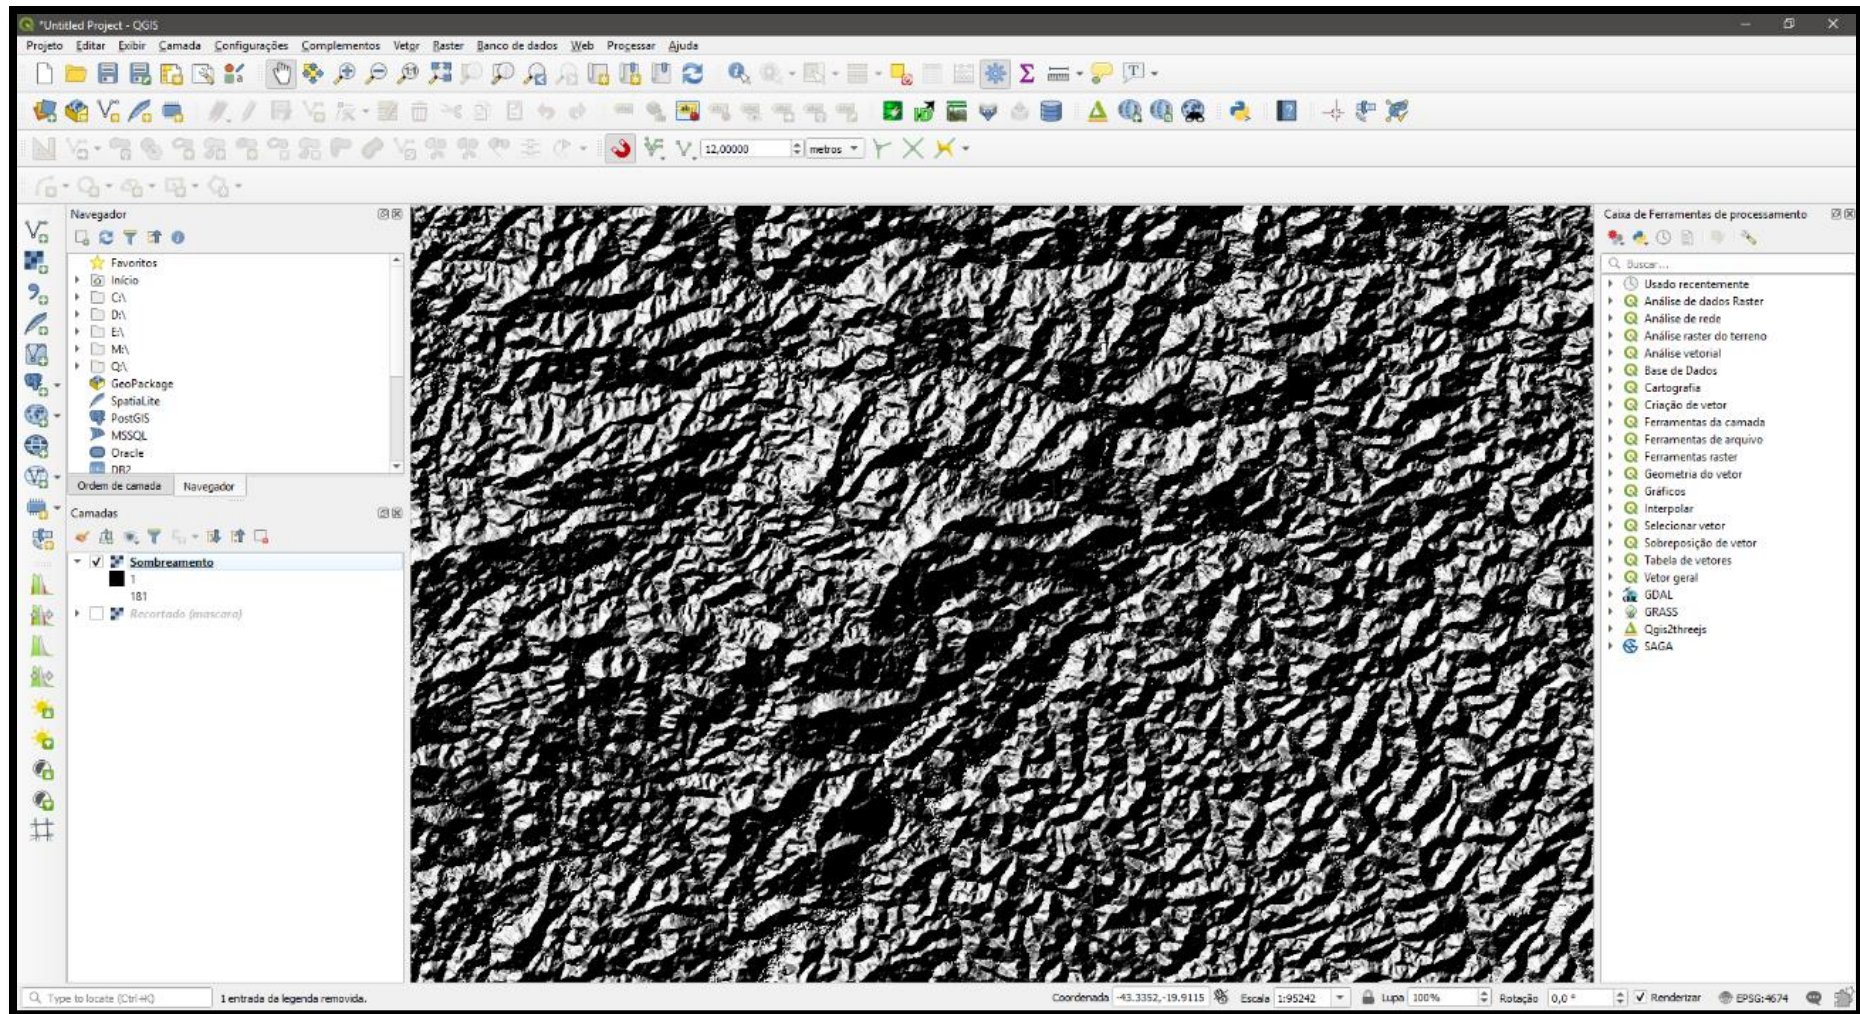 *Untitled Project - QGIS
Projeto Editar Exibir Camada Configurações Complementos Vetor Raster Banco de dados Web Processar Ajuda
12,00000 metros
Navegador
Favoritos
Início
C:\
D:\
E:\
M:\
Q:\
GeoPackage
SpatiaLite
PostGIS
MSSQL
Oracle
DB2
Ordem de camada Navegador
Camadas
Sombreamento
1
181
Recortado (mascara)
Caixa de Ferramentas de processamento
Buscar...
Usado recentemente
Análise de dados Raster
Análise de rede
Análise raster do terreno
Análise vetorial
Base de Dados
Cartografia
Criação de vetor
Ferramentas da camada
Ferramentas de arquivo
Ferramentas raster
Geometria do vetor
Gráficos
Interpolar
Selecionar vetor
Sobreposição de vetor
Tabela de vetores
Vetor geral
GDAL
GRASS
Qgis2threejs
SAGA
Type to locate (Ctrl+K) 1 entrada da legenda removida. Coordenada -43.3352,-19.9115 Escala 1:95242 Lupa 100% Rotação 0,0 ° Renderizar EPSG:4674